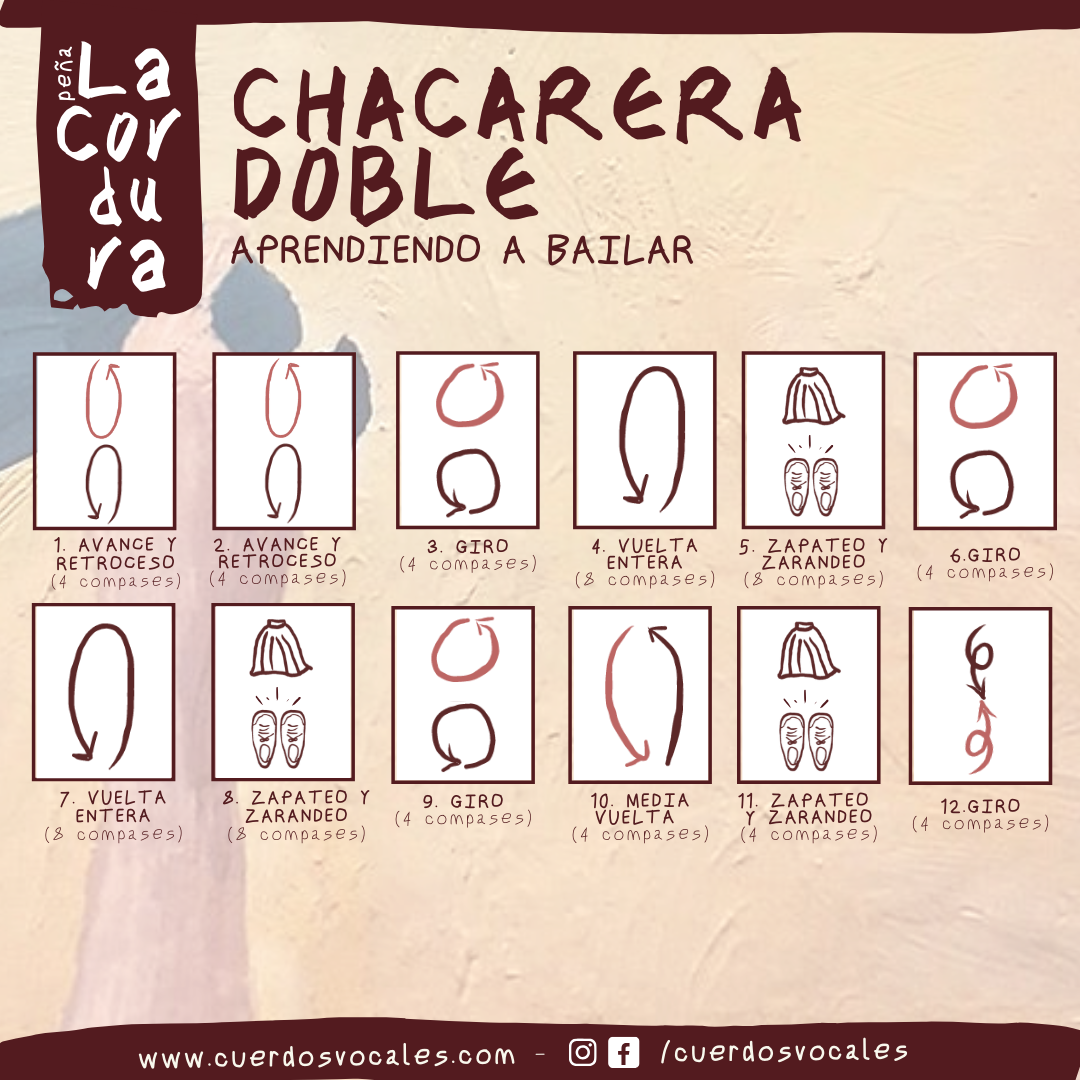 peña
La
Cor
du
ra
CHACARERA
DOBLE
APRENDIENDO A BAILAR
1. AVANCE Y
RETROCESO
(4 compases)
2. AVANCE Y
RETROCESO
(4 compases)
3. GIRO
(4 compases)
4. VUELTA
ENTERA
(8 compases)
5. ZAPATEO Y
ZARANDEO
(8 compases)
6.GIRO
(4 compases)
7. VUELTA
ENTERA
(8 compases)
8. ZAPATEO Y
ZARANDEO
(8 compases)
9. GIRO
(4 compases)
10. MEDIA
VUELTA
(4 compases)
11. ZAPATEO
Y ZARANDEO
(4 compases)
12.GIRO
(4 compases)
www.cuerdosvocales.com - /cuerdosvocales